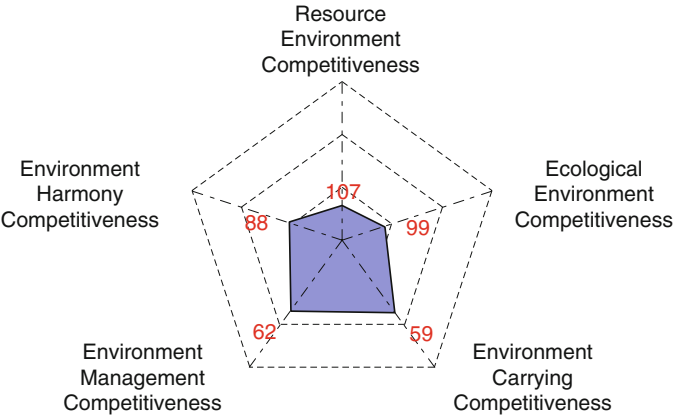 Resource
Environment
Competitiveness
107
Environment
Harmony
Competitiveness
88
Ecological
Environment
Competitiveness
99
62
Environment
Management
Competitiveness
59
Environment
Carrying
Competitiveness